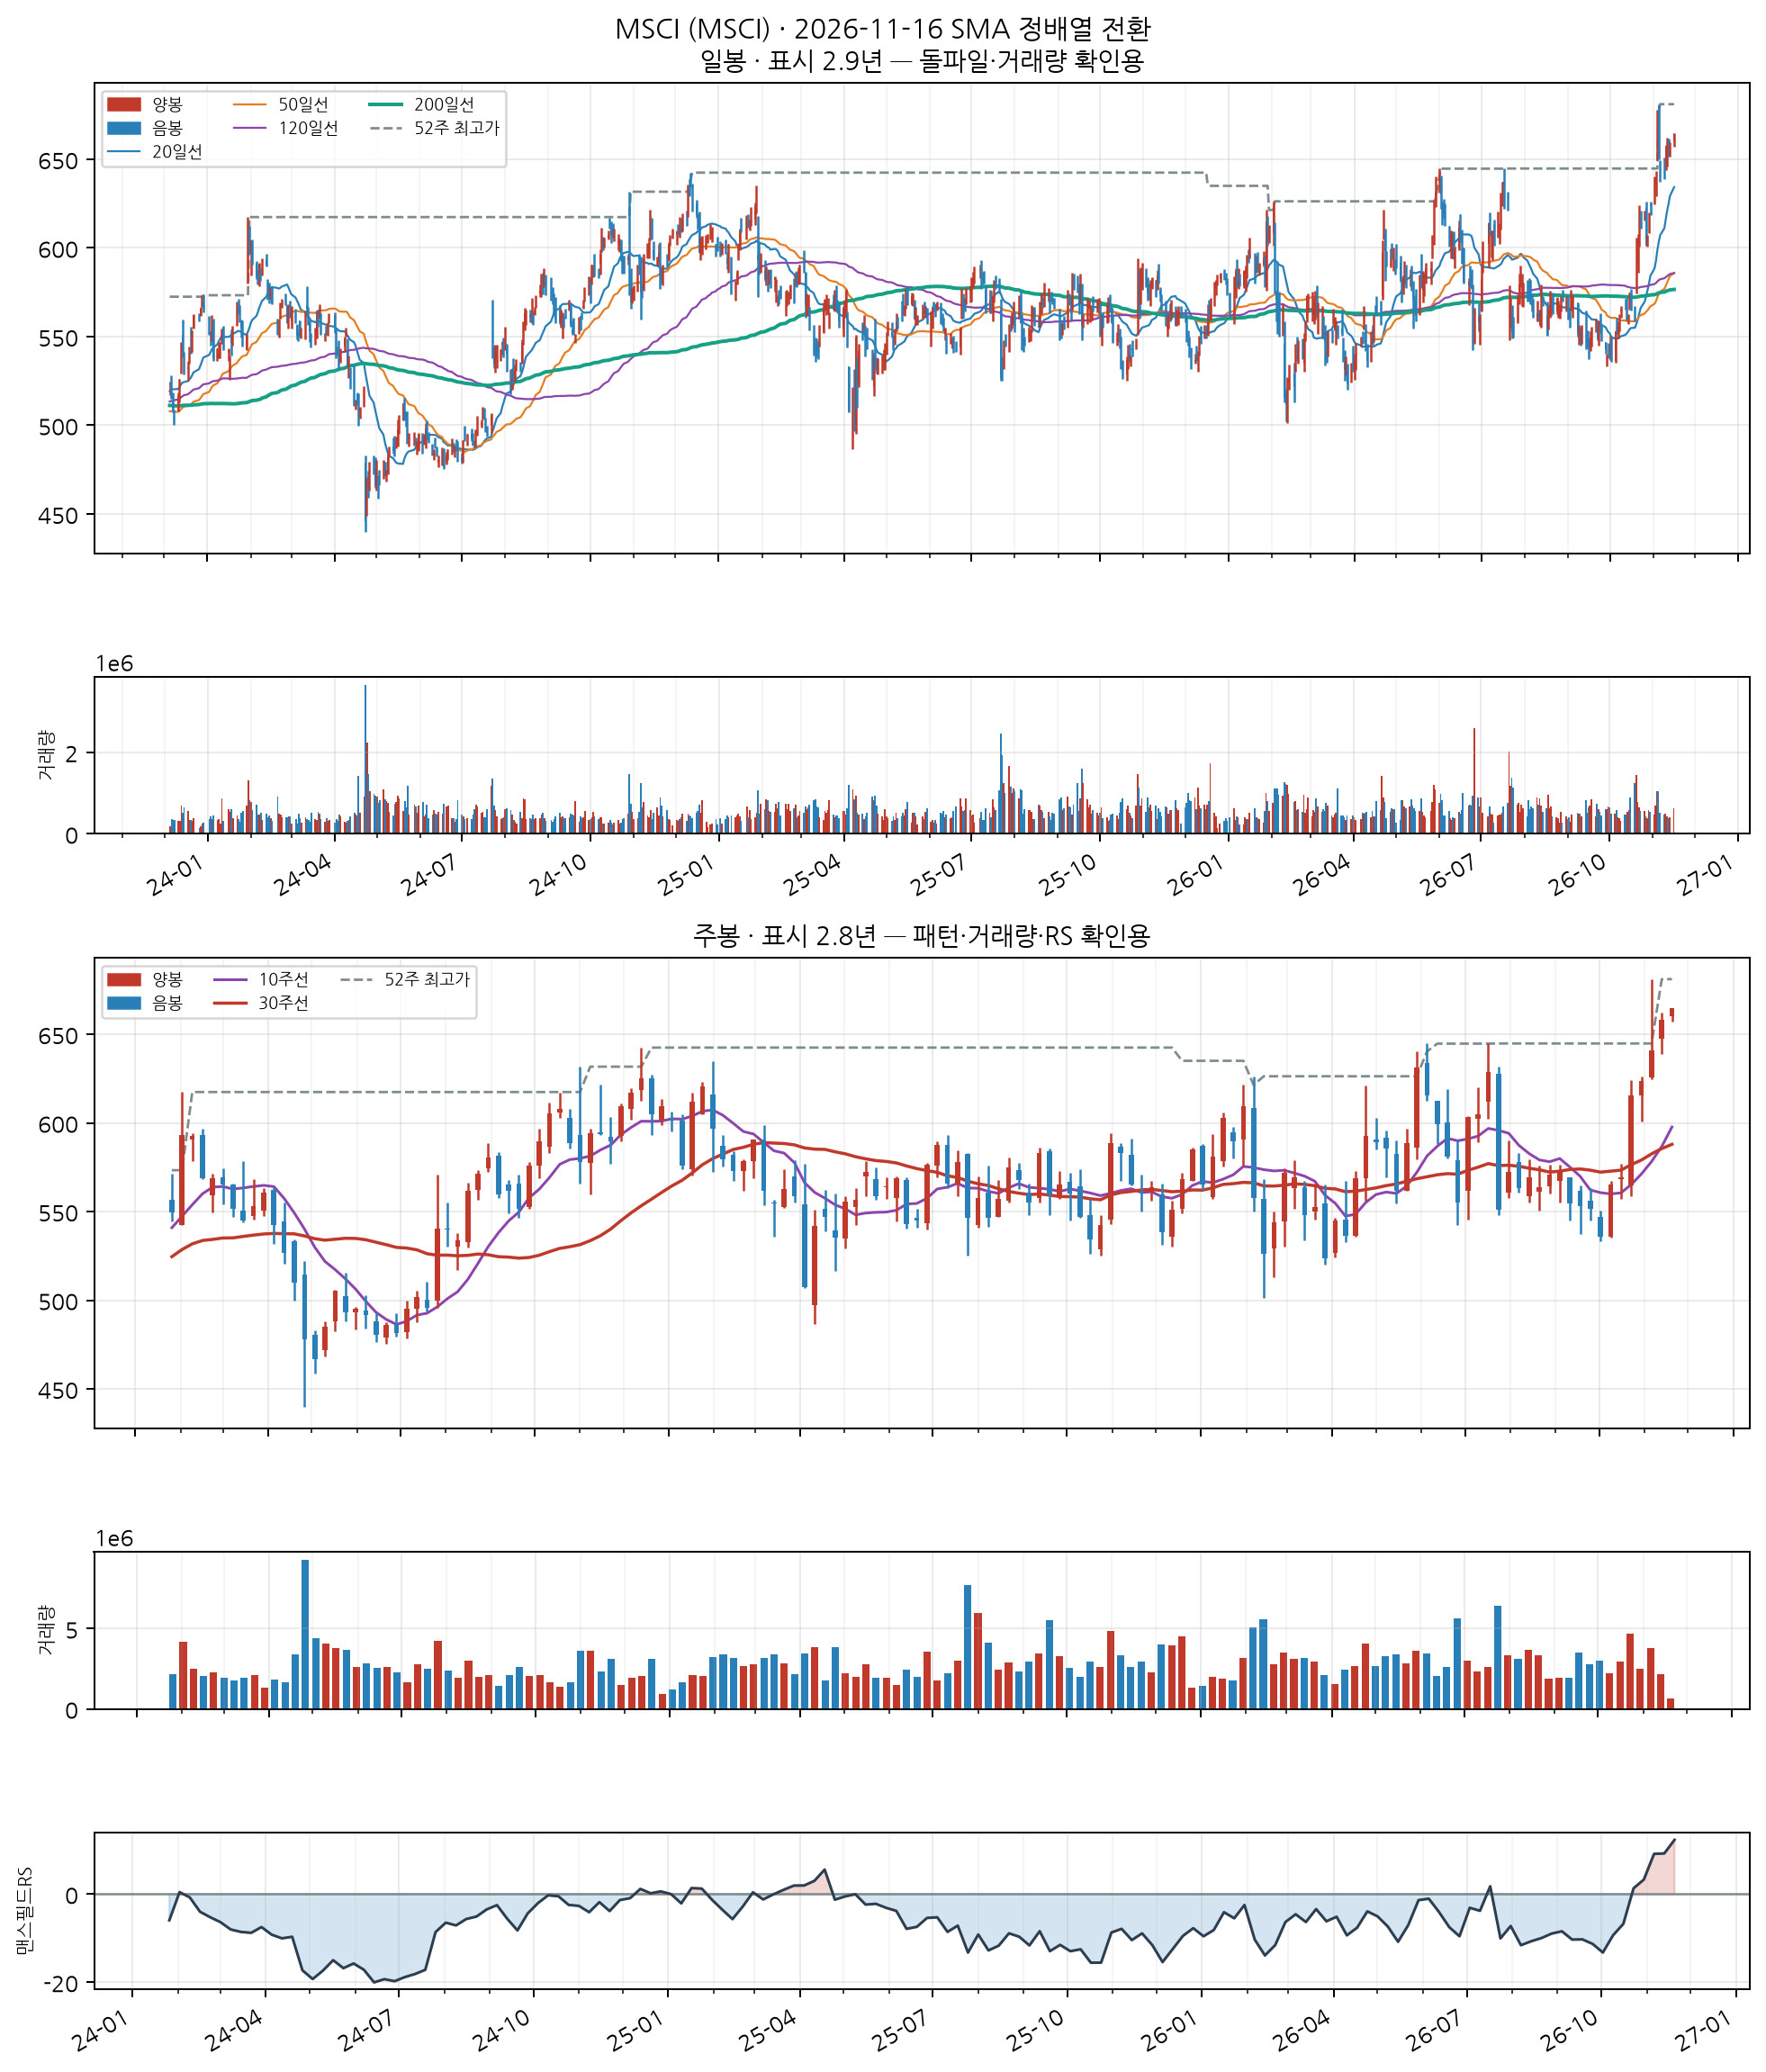 MSCI (MSCI) · 2026-11-16 SMA 정배열 전환
일봉 · 표시 2.9년 — 돌파일·거래량 확인용
양봉 50일선 200일선
음봉 120일선 52주 최고가
20일선
650
600
550
500
450
1e6
거래량
2
0
24-01 24-04 24-07 24-10 25-01 25-04 25-07 25-10 26-01 26-04 26-07 26-10 27-01
주봉 · 표시 2.8년 — 패턴·거래량·RS 확인용
양봉 10주선 52주 최고가
음봉 30주선
650
600
550
500
450
1e6
거래량
5
0
맨스필드RS
0
-20
24-01 24-04 24-07 24-10 25-01 25-04 25-07 25-10 26-01 26-04 26-07 26-10 27-01